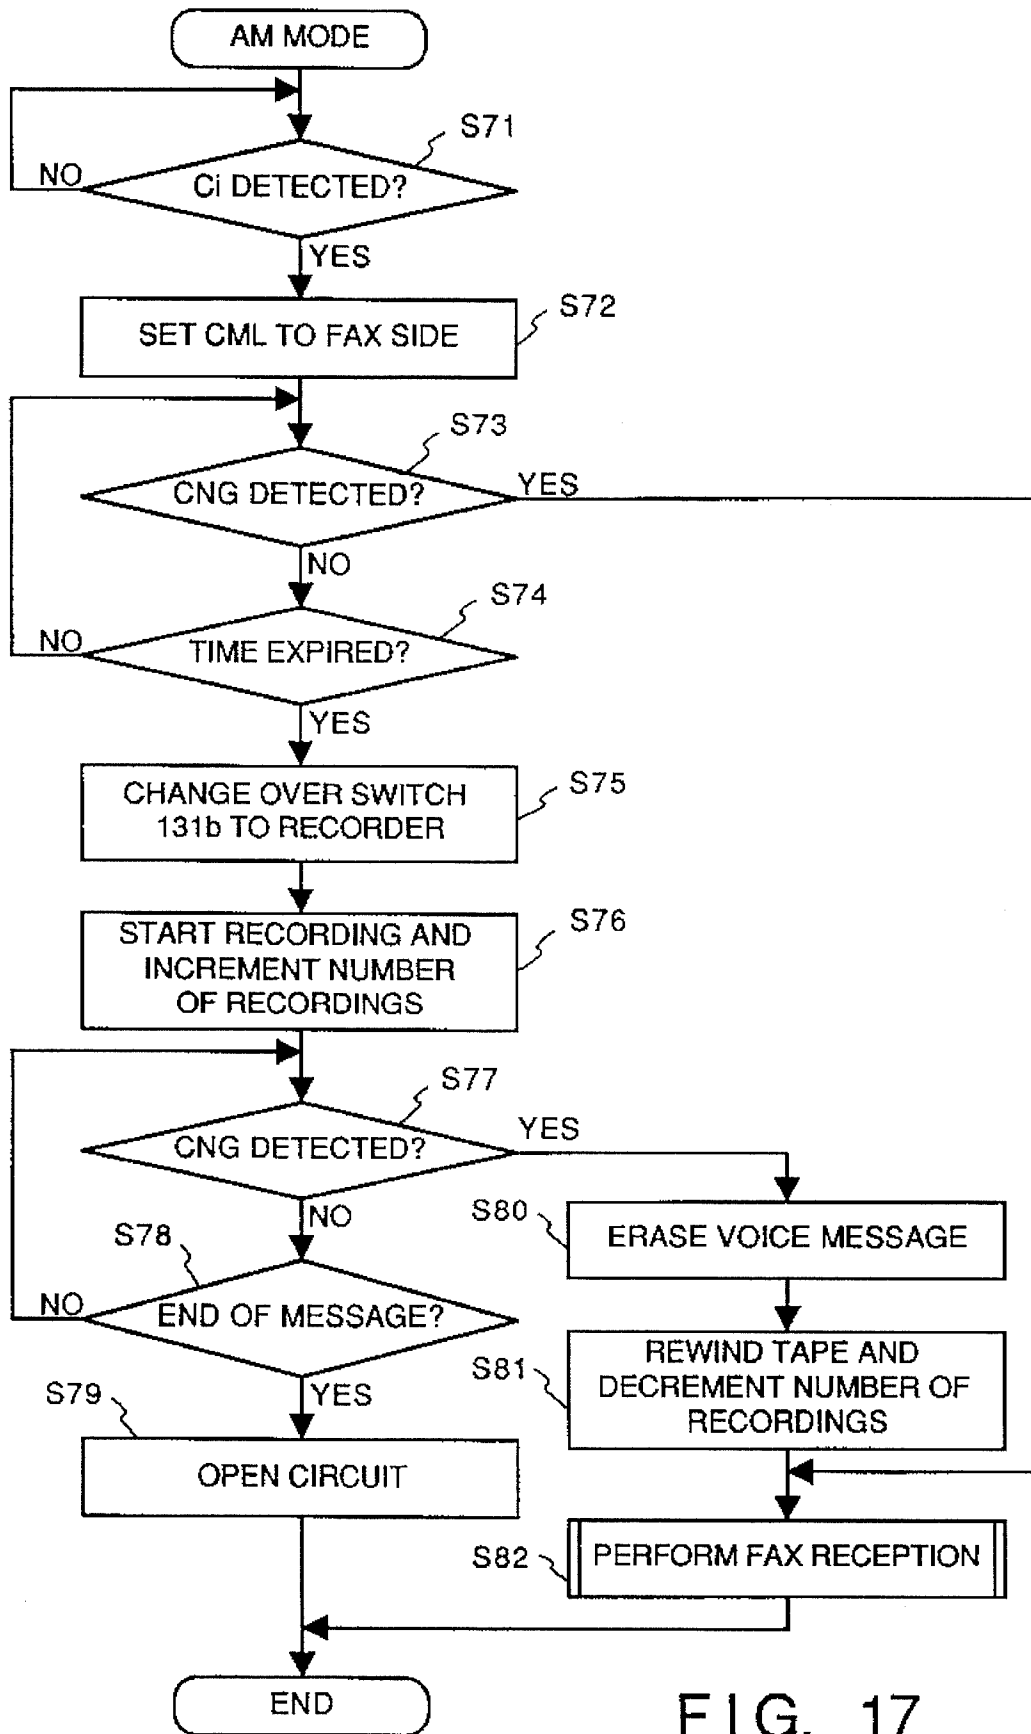 AM MODE
S71
NO
Ci DETECTED?
YES
S72
SET CML TO FAX SIDE
S73
CNG DETECTED?
YES
NO
S74
NO
TIME EXPIRED?
YES
S75
CHANGE OVER SWITCH
131b TO RECORDER
S76
START RECORDING AND
INCREMENT NUMBER
OF RECORDINGS
S77
CNG DETECTED?
YES
NO
S78
NO
END OF MESSAGE?
YES
S79
OPEN CIRCUIT
S80
ERASE VOICE MESSAGE
S81
REWIND TAPE AND
DECREMENT NUMBER OF
RECORDINGS
S82
PERFORM FAX RECEPTION
END
FIG. 17